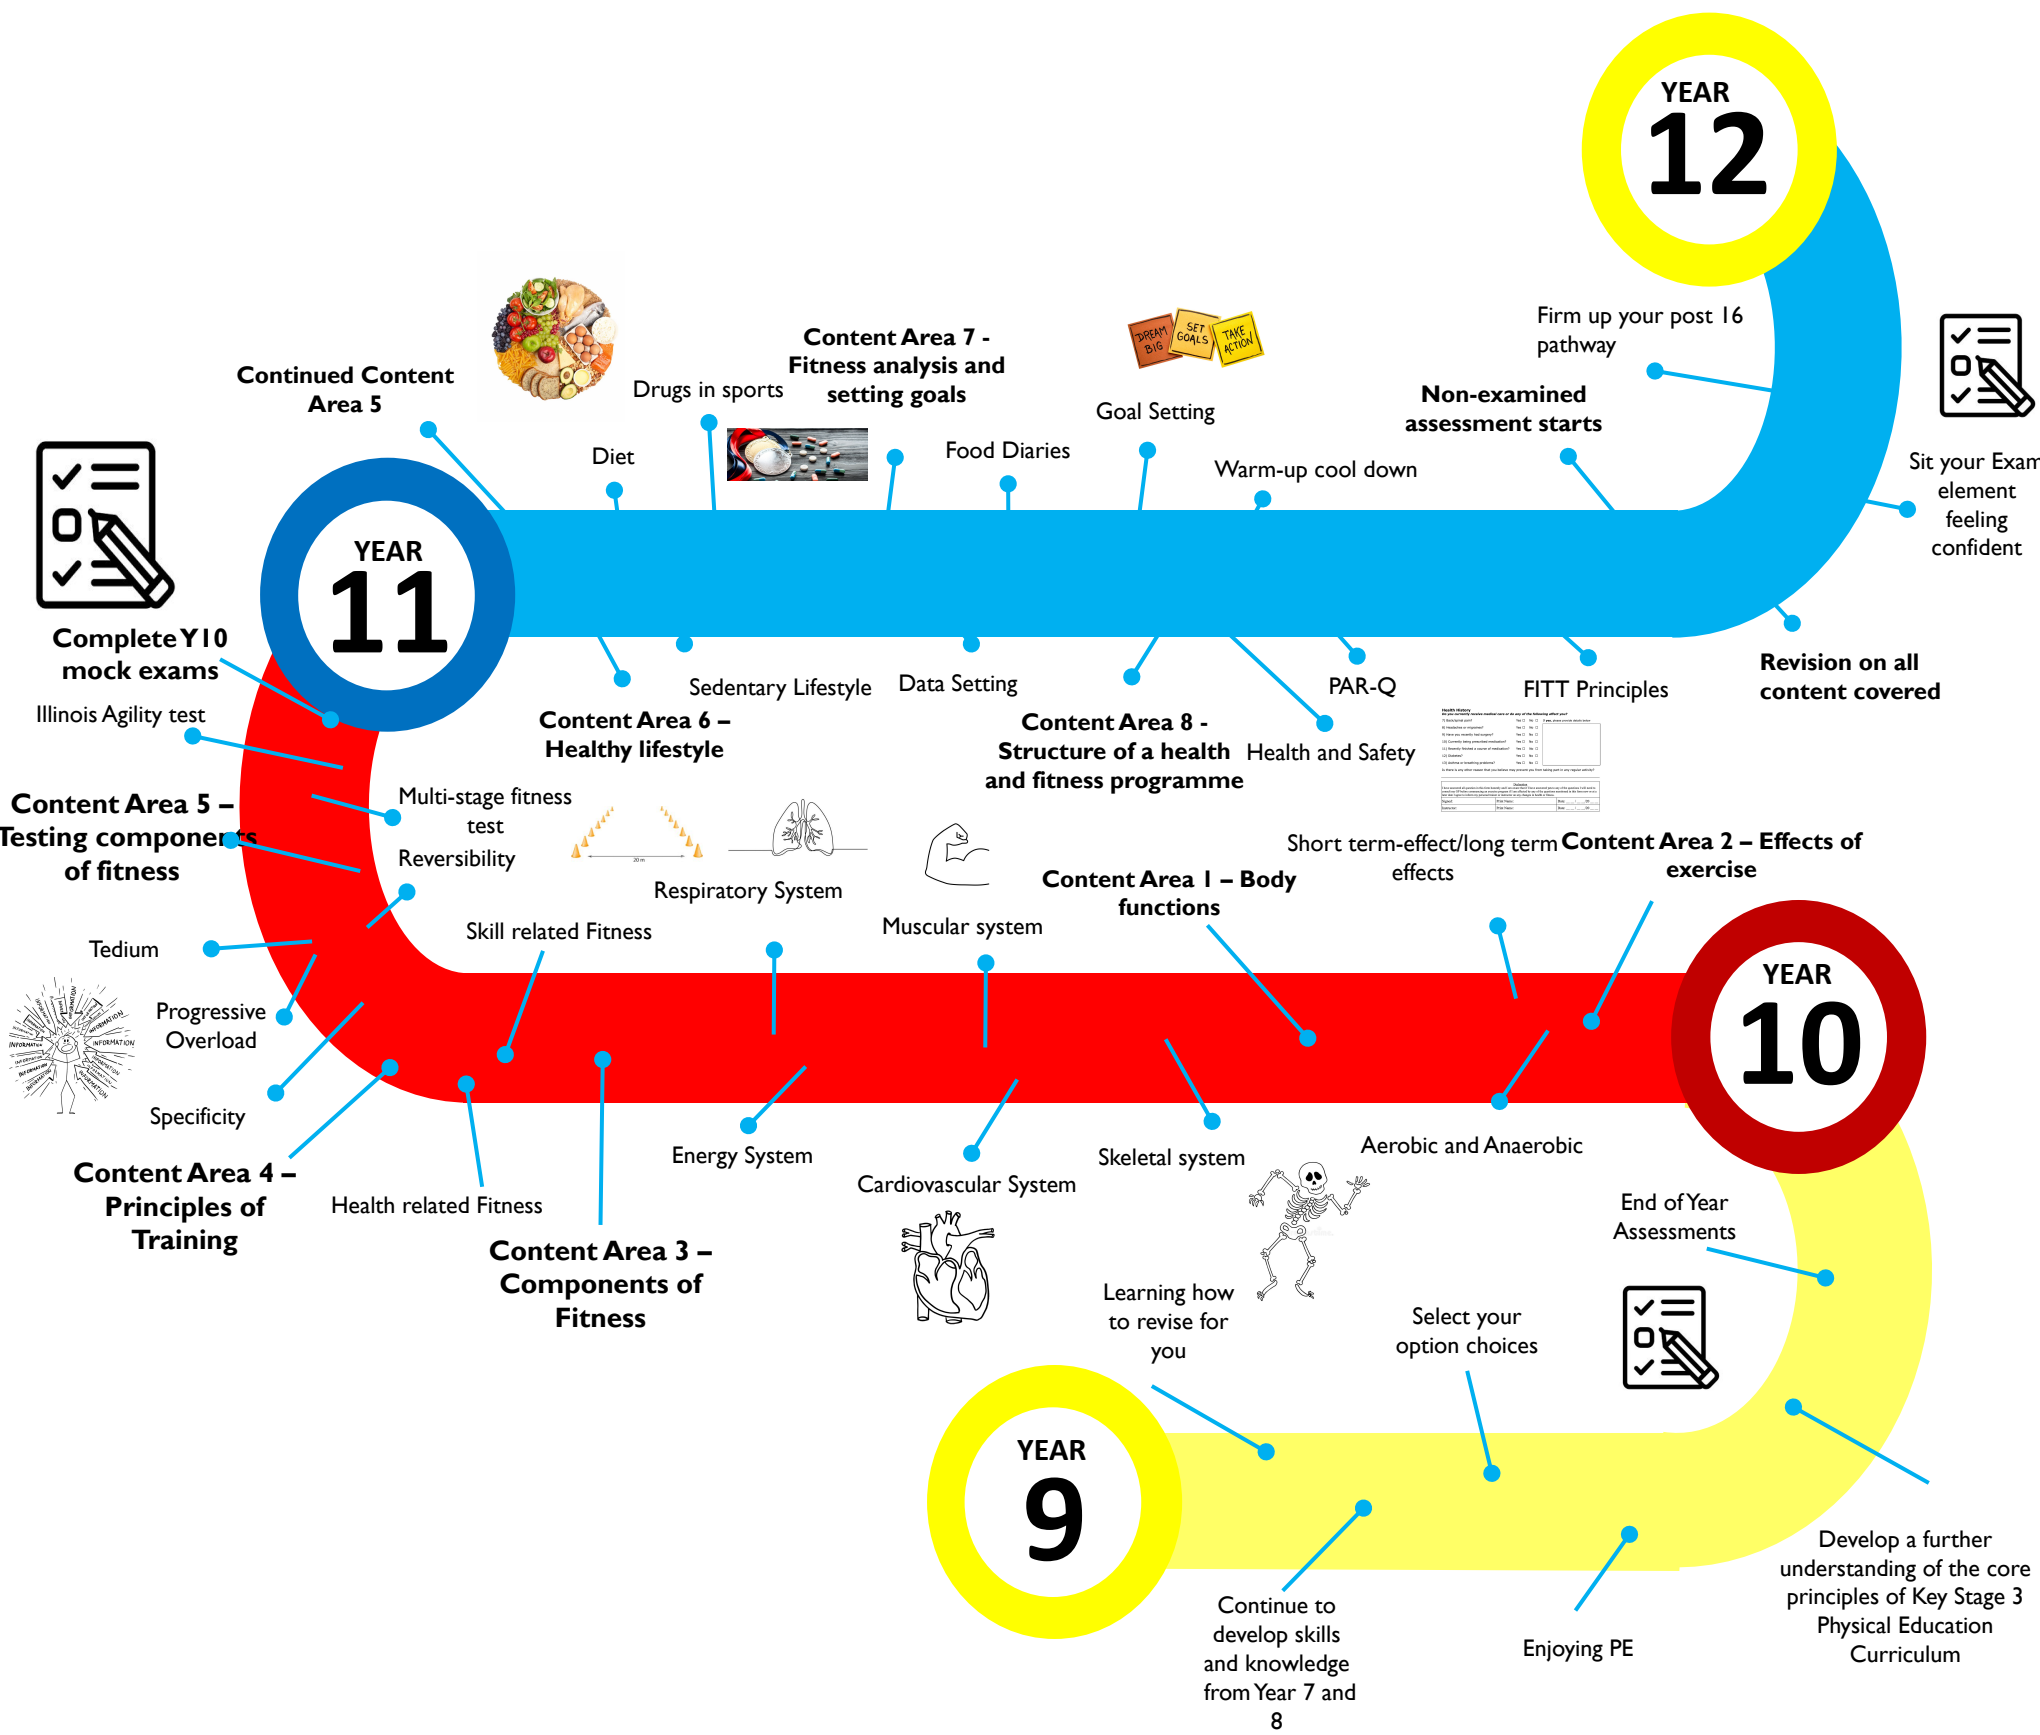 YEAR
12
Firm up your post 16
pathway
Content Area 7 -
Fitness analysis and
setting goals
DREAM
BIG
SET
GOALS
TAKE
ACTION
Continued Content
Area 5
Drugs in sports
Non-examined
assessment starts
Goal Setting
Diet
Food Diaries
Warm-up cool down
Sit your Exam
element
feeling
confident
YEAR
11
Complete Y10
mock exams
Illinois Agility test
Sedentary Lifestyle
Data Setting
PAR-Q
FITT Principles
Revision on all
content covered
Content Area 6 –
Healthy lifestyle
Content Area 8 -
Structure of a health
and fitness programme
Health and Safety
Health History
Content Area 5 –
Testing components
of fitness
Multi-stage fitness
test
Reversibility
20 m
Respiratory System
Short term-effect/long term
effects
Content Area 2 – Effects of
exercise
Content Area 1 – Body
functions
Skill related Fitness
Muscular system
Tedium
YEAR
10
Progressive
Overload
INFORMATION
INFORMATION
INFORMATION
INFORMATION
Specificity
Energy System
Skeletal system
Aerobic and Anaerobic
Content Area 4 –
Principles of
Training
Health related Fitness
Cardiovascular System
End of Year
Assessments
Content Area 3 –
Components of
Fitness
Learning how
to revise for
you
Select your
option choices
YEAR
9
Develop a further
understanding of the core
principles of Key Stage 3
Physical Education
Curriculum
Continue to
develop skills
and knowledge
from Year 7 and
8
Enjoying PE